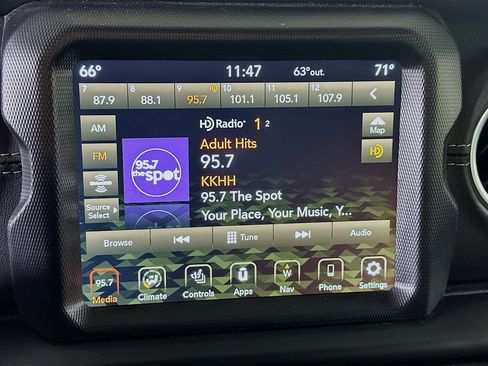 66° 11:47 63°out. 71°
7 8 9 10 11 12
87.9 88.1 95.7 101.1 105.1 107.9
AM HD Radio 1 2 Map
Adult Hits
FM 95.7 the spot 95.7 HD
KKHH
95.7 The Spot
Source Select Your Place, Your Music, Y...
Browse Tune Audio
95.7 W
Media Climate Controls Apps Nav Phone Settings